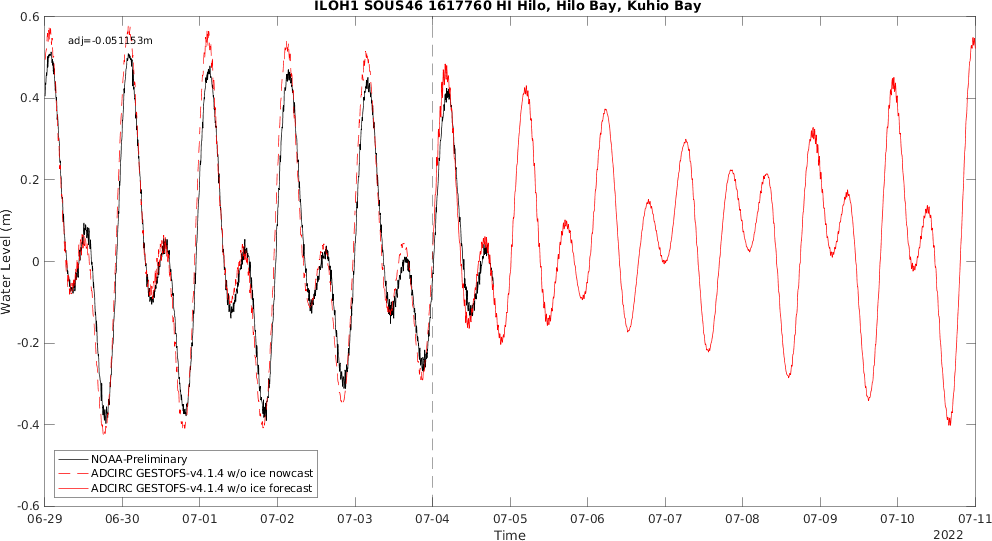 ILOH1 SOUS46 1617760 HI Hilo, Hilo Bay, Kuhio Bay
adj=-0.051153m
0.6
0.4
0.2
0
-0.2
-0.4
-0.6
Water Level (m)
NOAA-Preliminary
ADCIRC GESTOFS-v4.1.4 w/o ice nowcast
ADCIRC GESTOFS-v4.1.4 w/o ice forecast
06-29 06-30 07-01 07-02 07-03 07-04 07-05 07-06 07-07 07-08 07-09 07-10 07-11
Time
2022